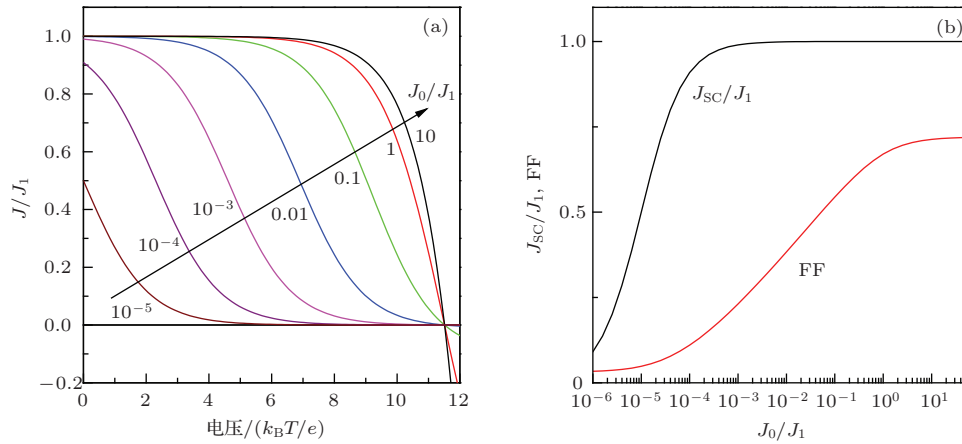 (a)
1.0
0.8
0.6
0.4
0.2
0.0
−0.2
J/J₁
J₀/J₁
10
1
0.1
0.01
10⁻³
10⁻⁴
10⁻⁵
0 2 4 6 8 10 12
电压/(k_BT/e)
(b)
1.0
0.5
0
J_SC/J₁, FF
J_SC/J₁
FF
10⁻⁶ 10⁻⁵ 10⁻⁴ 10⁻³ 10⁻² 10⁻¹ 10⁰ 10¹
J₀/J₁